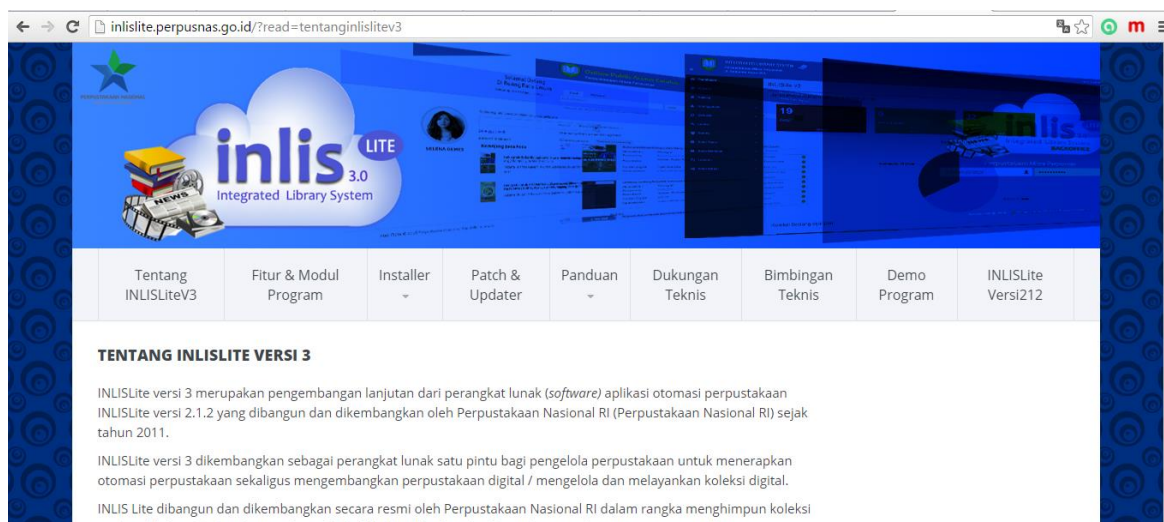 inlislite.perpusnas.go.id/?read=tentanginlislitev3
PERPUSTAKAAN NASIONAL
inlis LITE
3.0
Integrated Library System
NEWS
19
inlis
Tentang INLISLiteV3
Fitur & Modul Program
Installer
Patch & Updater
Panduan
Dukungan Teknis
Bimbingan Teknis
Demo Program
INLISLite Versi212
TENTANG INLISLITE VERSI 3
INLISLite versi 3 merupakan pengembangan lanjutan dari perangkat lunak (software) aplikasi otomasi perpustakaan
INLISLite versi 2.1.2 yang dibangun dan dikembangkan oleh Perpustakaan Nasional RI (Perpustakaan Nasional RI) sejak
tahun 2011.
INLISLite versi 3 dikembangkan sebagai perangkat lunak satu pintu bagi pengelola perpustakaan untuk menerapkan
otomasi perpustakaan sekaligus mengembangkan perpustakaan digital / mengelola dan melayankan koleksi digital.
INLIS Lite dibangun dan dikembangkan secara resmi oleh Perpustakaan Nasional RI dalam rangka menghimpun koleksi